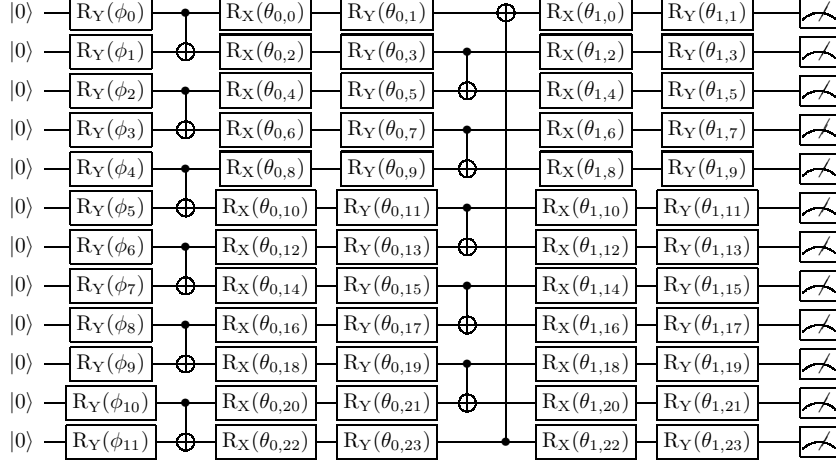 |0⟩ R_Y(ϕ_0) R_X(θ_{0,0}) R_Y(θ_{0,1}) R_X(θ_{1,0}) R_Y(θ_{1,1})
|0⟩ R_Y(ϕ_1) R_X(θ_{0,2}) R_Y(θ_{0,3}) R_X(θ_{1,2}) R_Y(θ_{1,3})
|0⟩ R_Y(ϕ_2) R_X(θ_{0,4}) R_Y(θ_{0,5}) R_X(θ_{1,4}) R_Y(θ_{1,5})
|0⟩ R_Y(ϕ_3) R_X(θ_{0,6}) R_Y(θ_{0,7}) R_X(θ_{1,6}) R_Y(θ_{1,7})
|0⟩ R_Y(ϕ_4) R_X(θ_{0,8}) R_Y(θ_{0,9}) R_X(θ_{1,8}) R_Y(θ_{1,9})
|0⟩ R_Y(ϕ_5) R_X(θ_{0,10}) R_Y(θ_{0,11}) R_X(θ_{1,10}) R_Y(θ_{1,11})
|0⟩ R_Y(ϕ_6) R_X(θ_{0,12}) R_Y(θ_{0,13}) R_X(θ_{1,12}) R_Y(θ_{1,13})
|0⟩ R_Y(ϕ_7) R_X(θ_{0,14}) R_Y(θ_{0,15}) R_X(θ_{1,14}) R_Y(θ_{1,15})
|0⟩ R_Y(ϕ_8) R_X(θ_{0,16}) R_Y(θ_{0,17}) R_X(θ_{1,16}) R_Y(θ_{1,17})
|0⟩ R_Y(ϕ_9) R_X(θ_{0,18}) R_Y(θ_{0,19}) R_X(θ_{1,18}) R_Y(θ_{1,19})
|0⟩ R_Y(ϕ_{10}) R_X(θ_{0,20}) R_Y(θ_{0,21}) R_X(θ_{1,20}) R_Y(θ_{1,21})
|0⟩ R_Y(ϕ_{11}) R_X(θ_{0,22}) R_Y(θ_{0,23}) R_X(θ_{1,22}) R_Y(θ_{1,23})